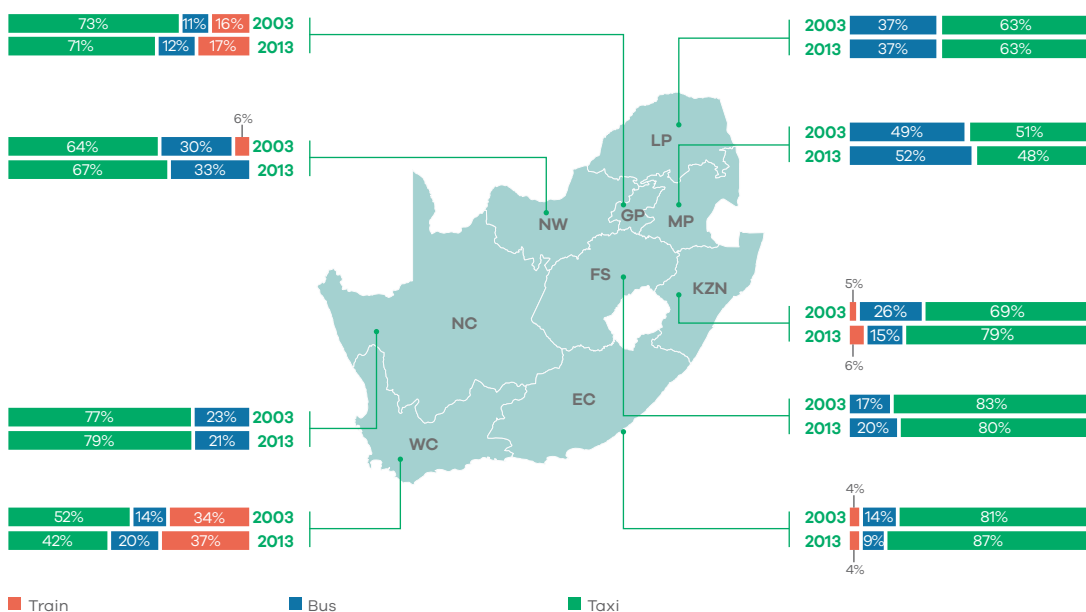 73% 11% 16% 2003
71% 12% 17% 2013
2003 37% 63%
2013 37% 63%
6%
64% 30% 2003
67% 33% 2013
2003 49% 51%
2013 52% 48%
LP
NW
GP
MP
FS
KZN
NC
EC
WC
5%
2003 26% 69%
2013 15% 79%
6%
77% 23% 2003
79% 21% 2013
2003 17% 83%
2013 20% 80%
52% 14% 34% 2003
42% 20% 37% 2013
4%
2003 14% 81%
2013 9% 87%
4%
Train Bus Taxi